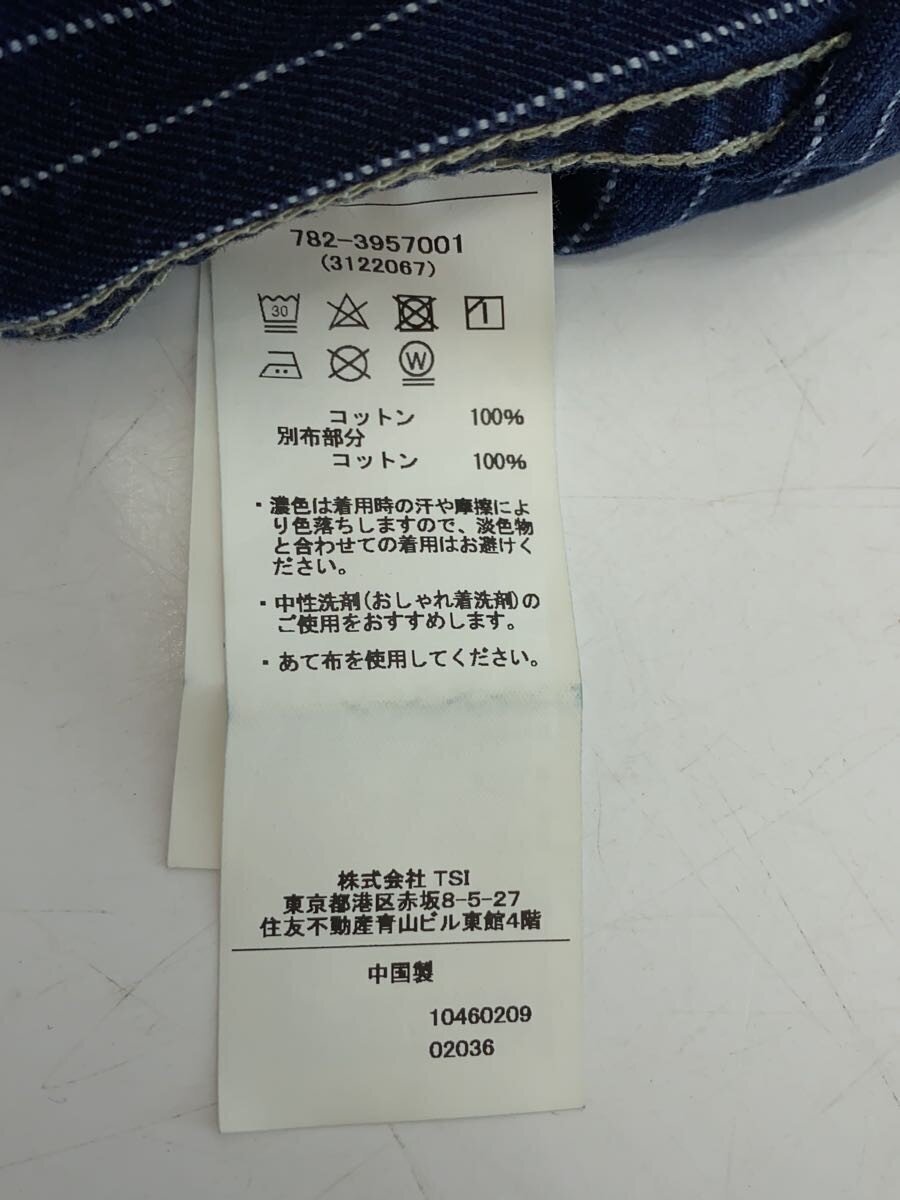 782-3957001
(3122067)
30
W
コットン 100%
別布部分
コットン 100%
・濃色は着用時の汗や摩擦によ
り色落ちしますので、淡色物
と合わせての着用はお避けく
ださい。
・中性洗剤(おしゃれ着洗剤)の
ご使用をおすすめします。
・あて布を使用してください。
株式会社 TSI
東京都港区赤坂8-5-27
住友不動産青山ビル東館4階
中国製
10460209
02036